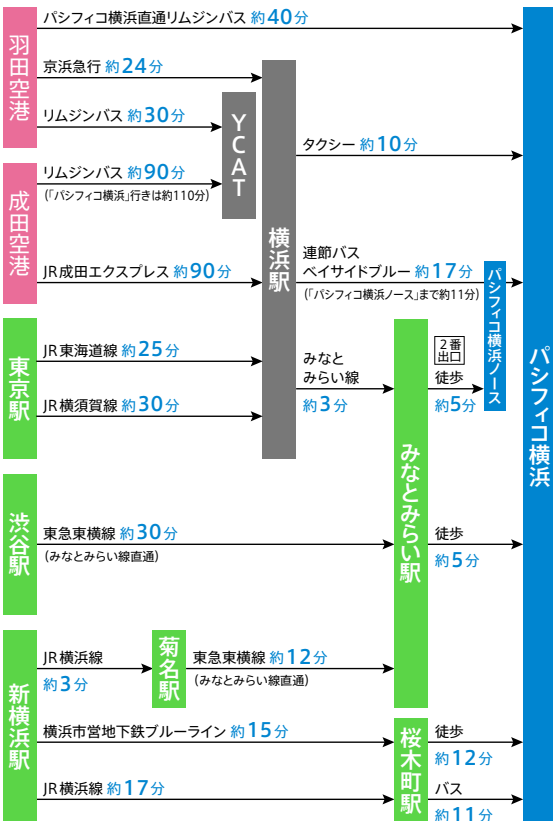 羽田空港
パシフィコ横浜直通リムジンバス 約40分
京浜急行 約24分
リムジンバス 約30分
YCAT
タクシー 約10分
成田空港
リムジンバス 約90分
(「パシフィコ横浜」行きは約110分)
JR成田エクスプレス 約90分
横浜駅
連節バス
ベイサイドブルー 約17分
(「パシフィコ横浜ノース」まで約11分)
パシフィコ横浜ノース
パシフィコ横浜
東京駅
JR東海道線 約25分
JR横須賀線 約30分
みなと
みらい線
約3分
みなとみらい駅
2番
出口
徒歩
約5分
渋谷駅
東急東横線 約30分
(みなとみらい線直通)
徒歩
約5分
新横浜駅
JR横浜線
約3分
菊名駅
東急東横線 約12分
(みなとみらい線直通)
横浜市営地下鉄ブルーライン 約15分
桜木町駅
徒歩
約12分
JR横浜線 約17分
バス
約11分